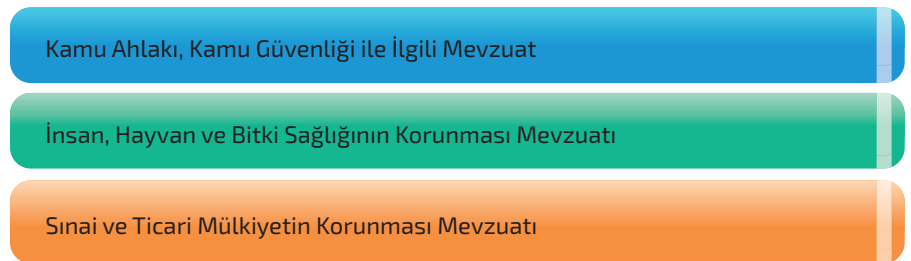 Kamu Ahlakı, Kamu Güvenliği ile İlgili Mevzuat
İnsan, Hayvan ve Bitki Sağlığının Korunması Mevzuatı
Sınai ve Ticari Mülkiyetin Korunması Mevzuatı